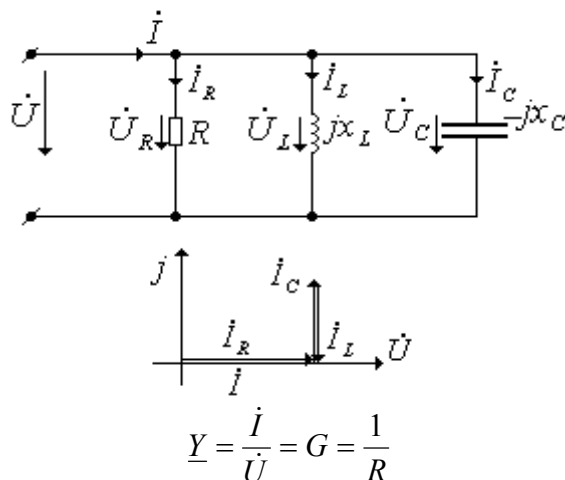 İ
U̇ İ_R İ_L İ_C
U̇_R R U̇_L jx_L U̇_C -jx_C
j İ_C
İ_R İ_L U̇
İ
Y = İ / U̇ = G = 1 / R